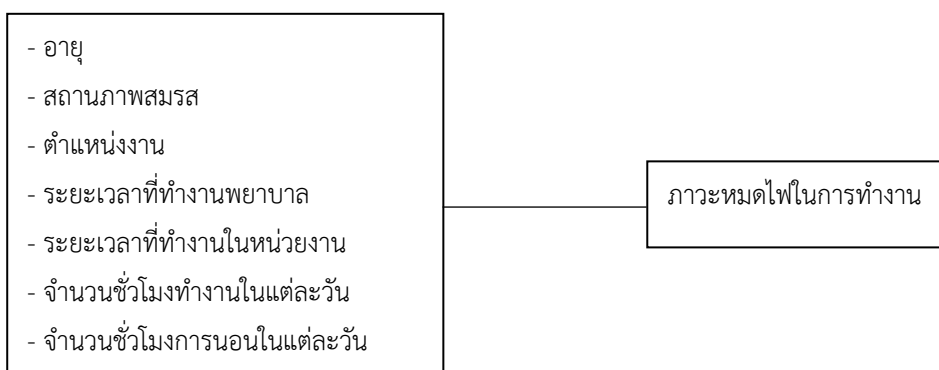 - อายุ
- สถานภาพสมรส
- ตำแหน่งงาน
- ระยะเวลาที่ทำงานพยาบาล
- ระยะเวลาที่ทำงานในหน่วยงาน
- จำนวนชั่วโมงทำงานในแต่ละวัน
- จำนวนชั่วโมงการนอนในแต่ละวัน
ภาวะหมดไฟในการทำงาน